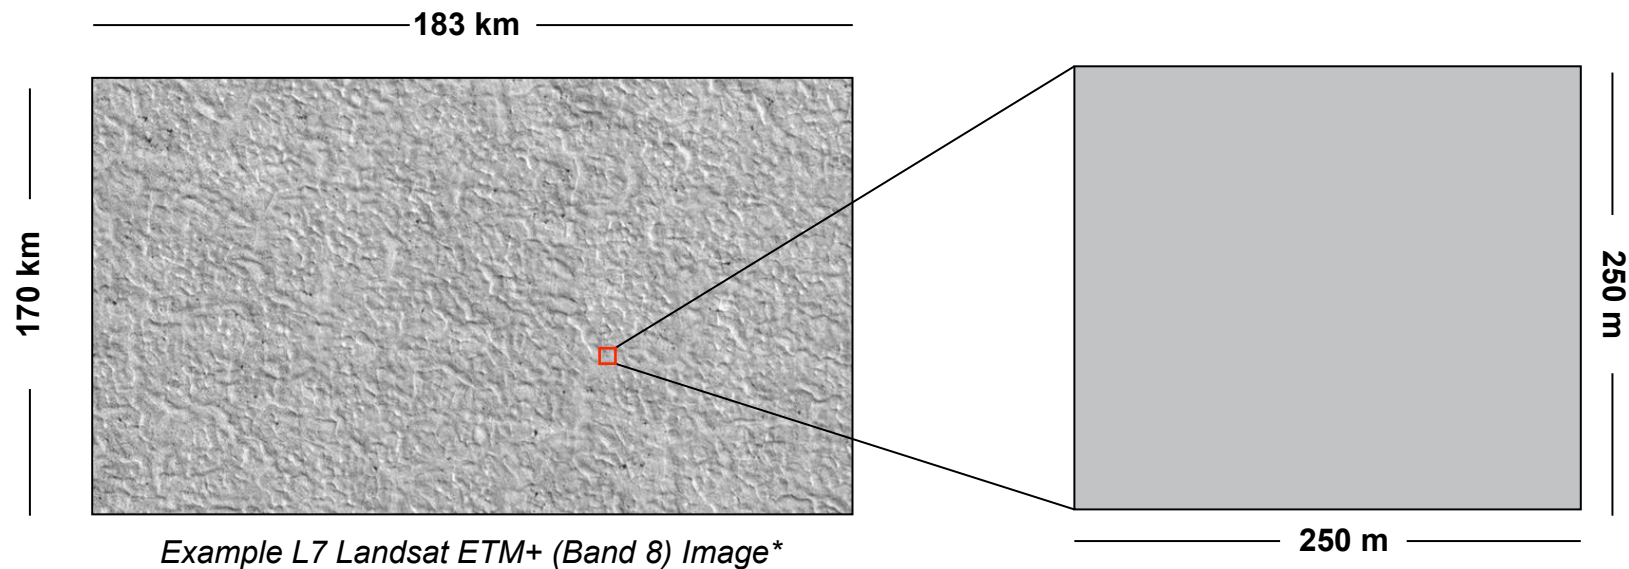 183 km
170 km
250 m
250 m
Example L7 Landsat ETM+ (Band 8) Image*